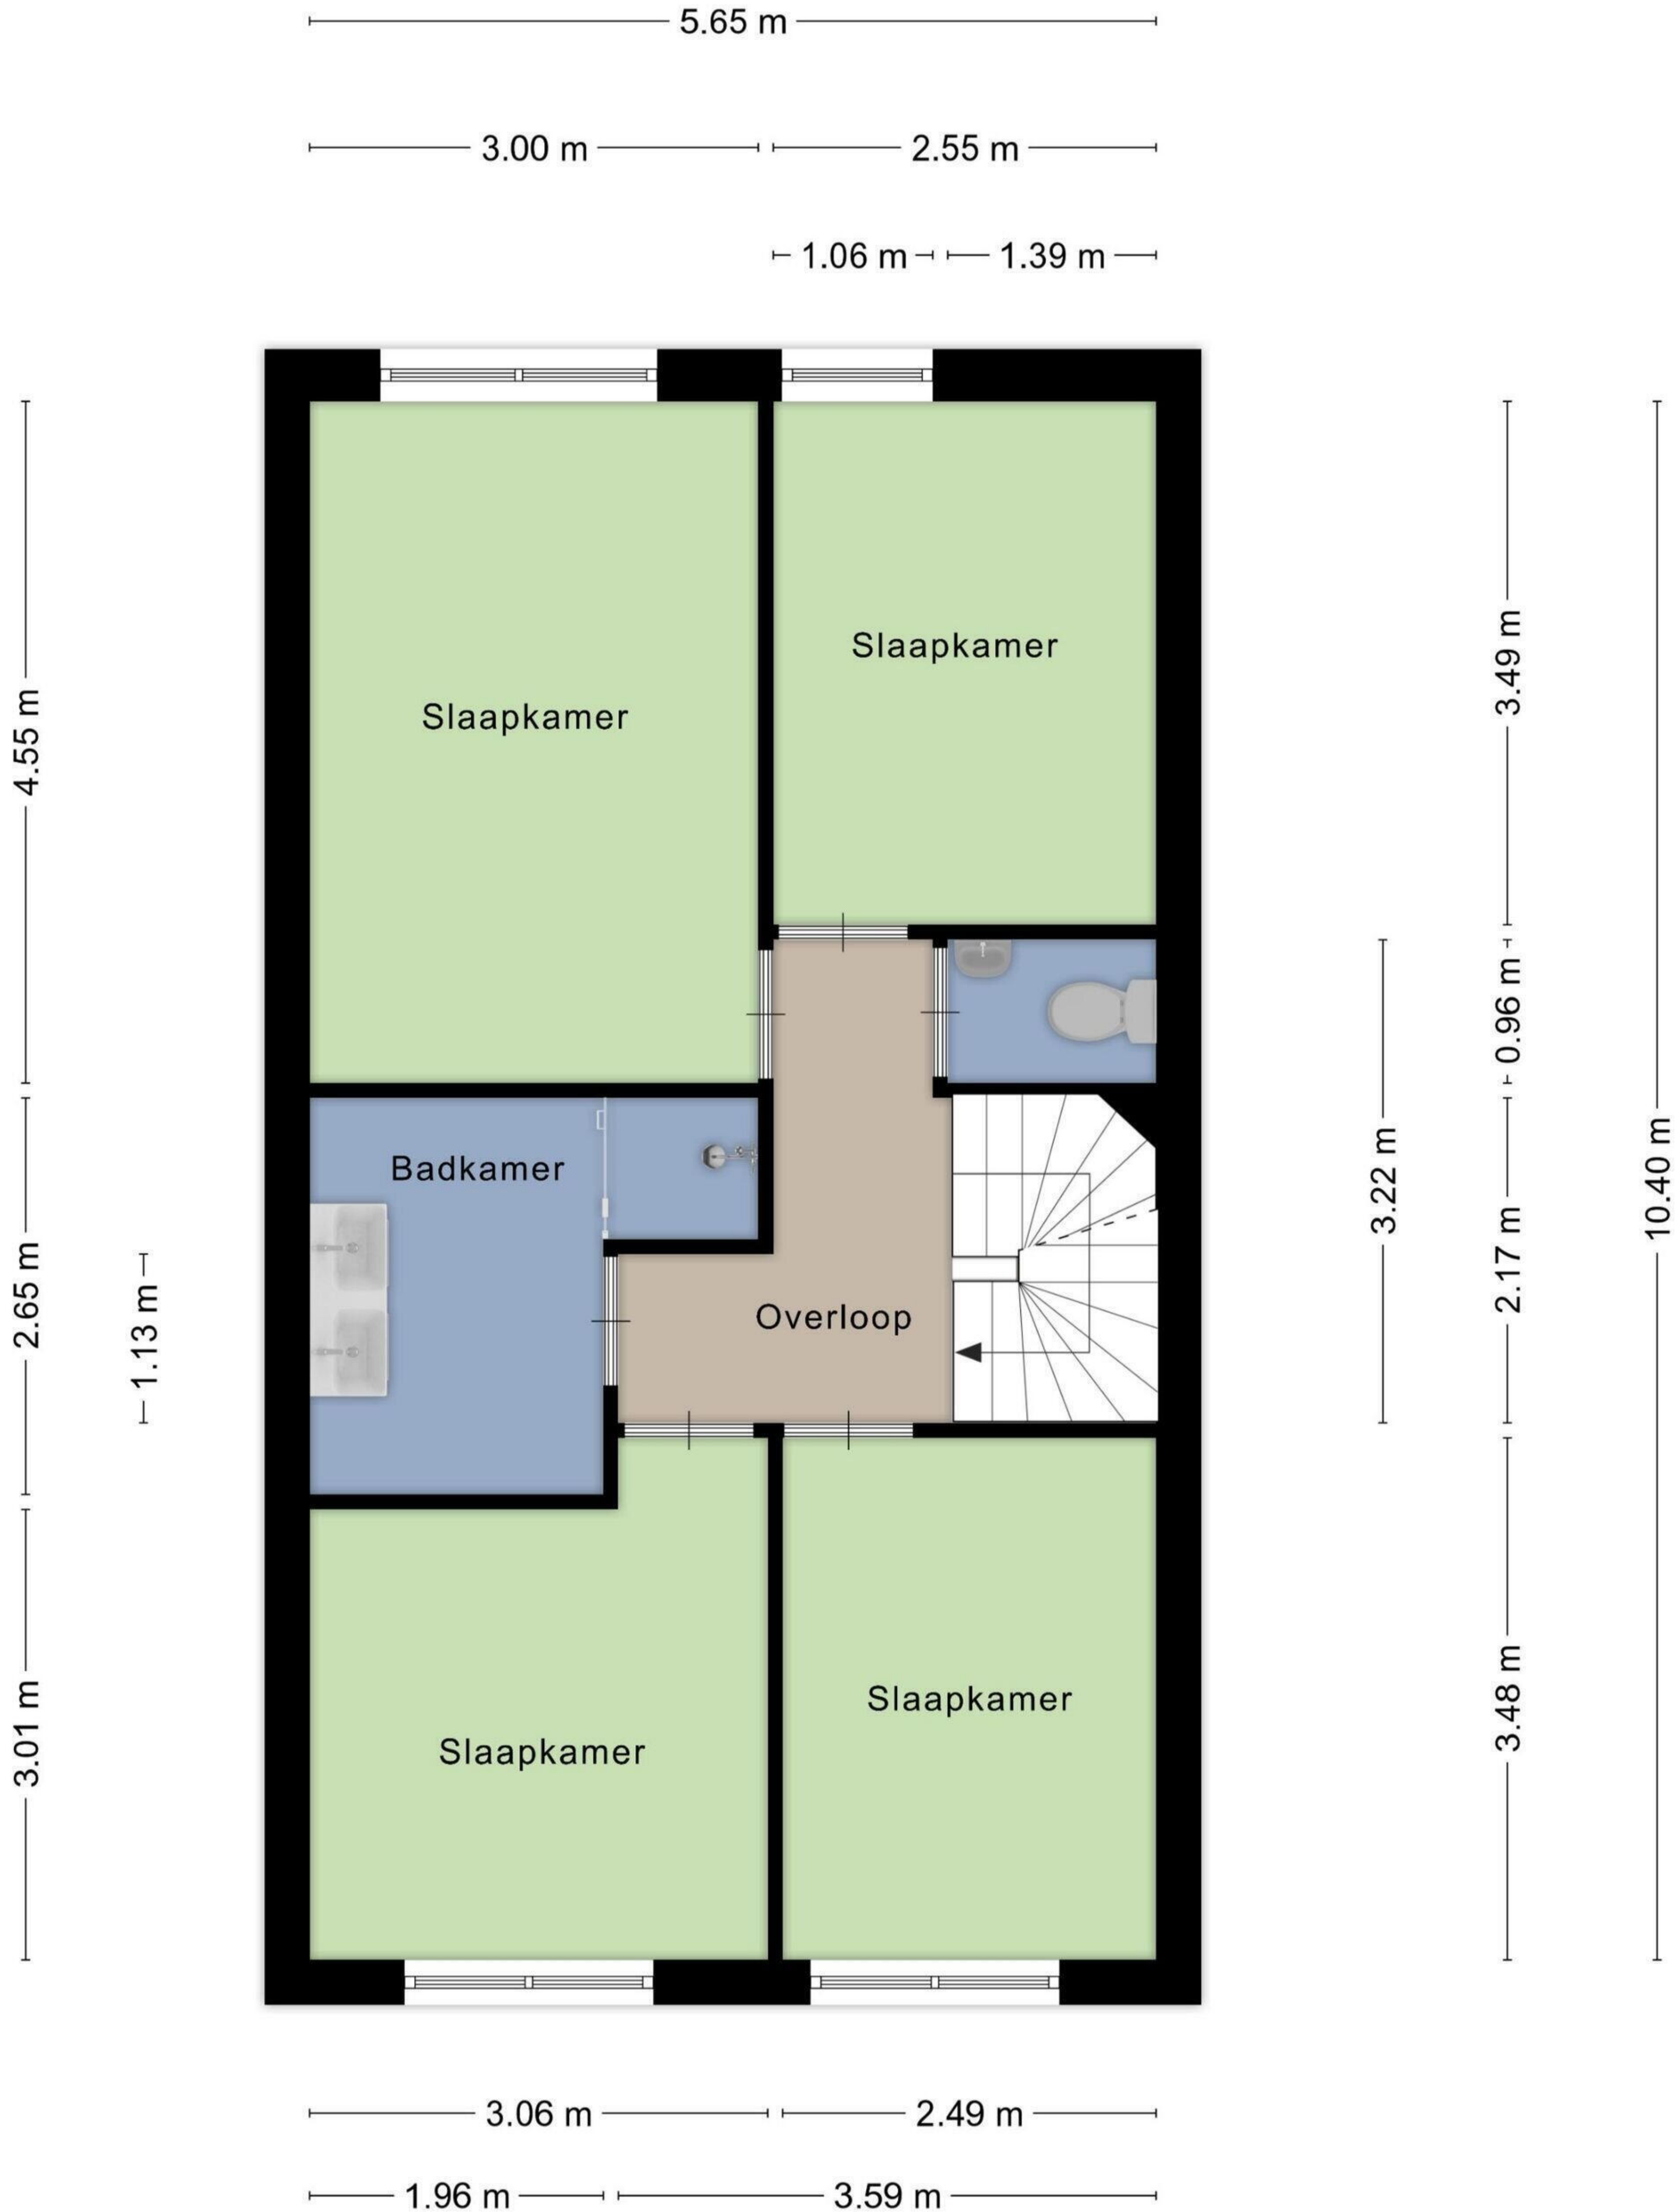 5.65 m
3.00 m
2.55 m
1.06 m
1.39 m
Slaapkamer
3.49 m
Slaapkamer
4.55 m
0.96 m
3.22 m
10.40 m
Badkamer
2.17 m
2.65 m
1.13 m
Overloop
3.48 m
Slaapkamer
3.01 m
Slaapkamer
3.06 m
2.49 m
1.96 m
3.59 m